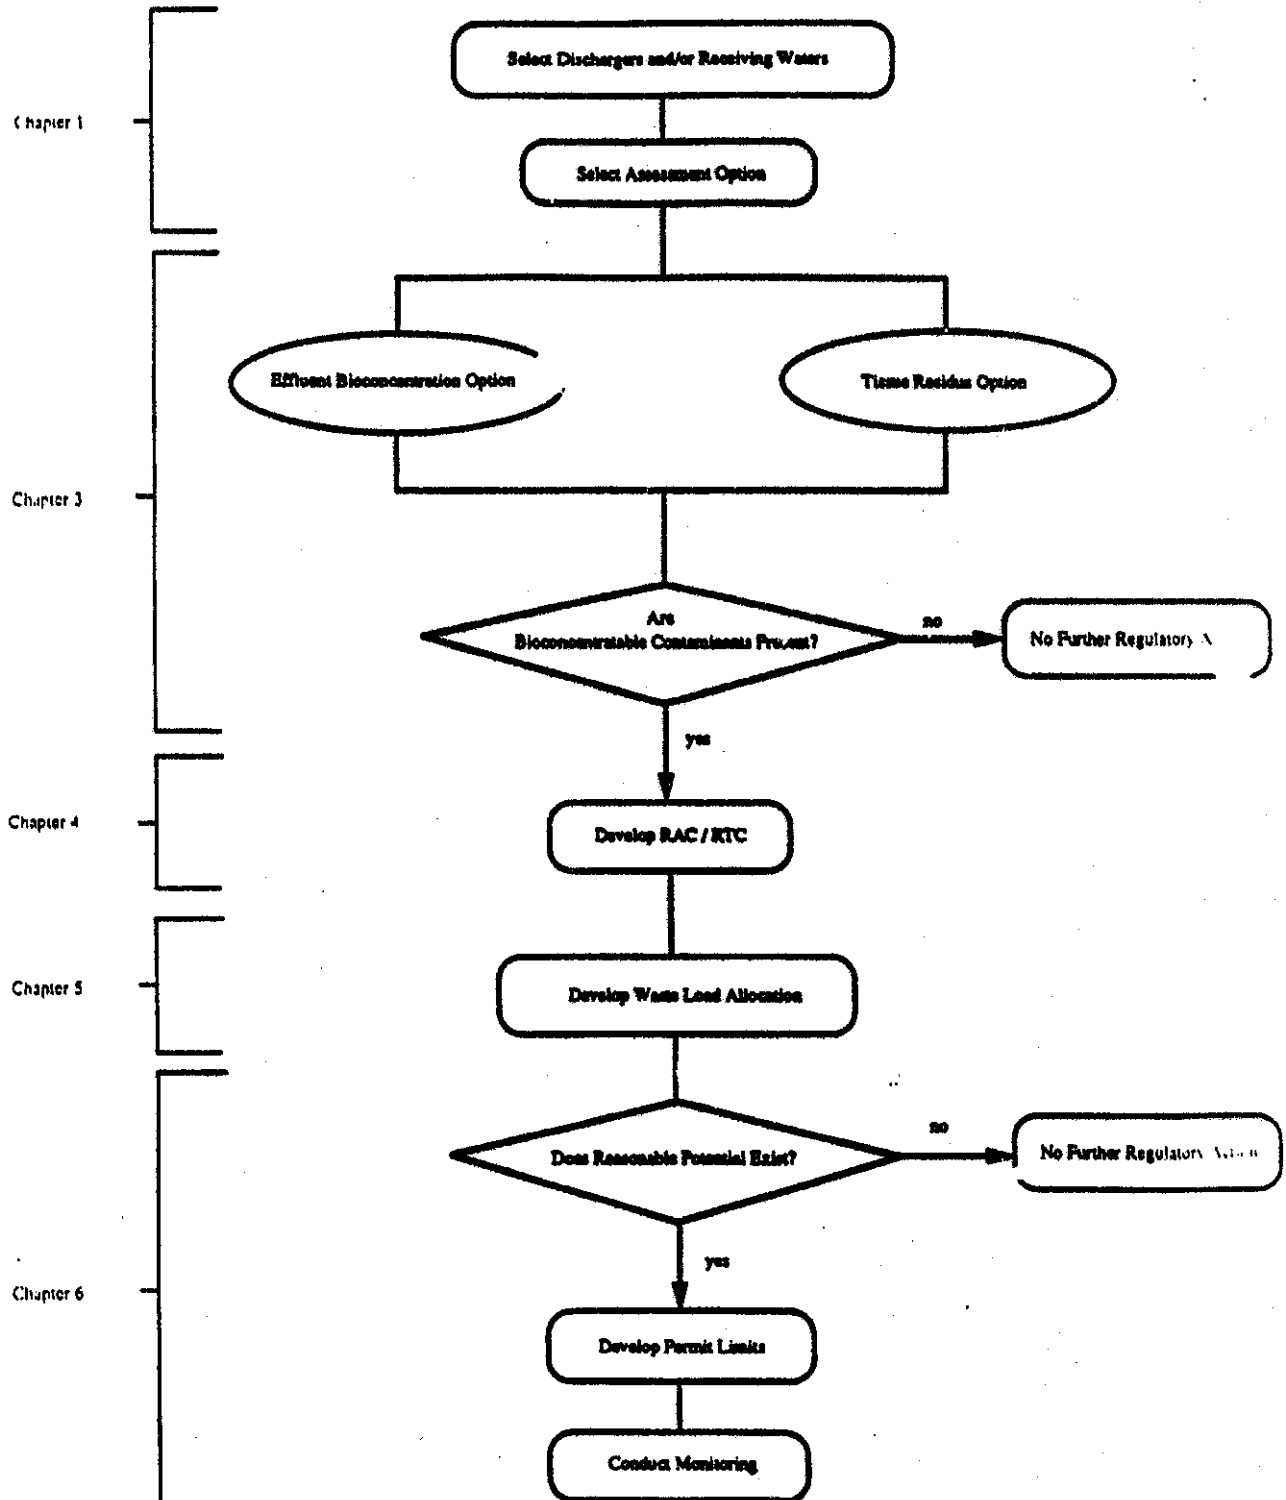 Select Dischargers and/or Receiving Waters
Chapter 1
Select Assessment Option
Effluent Bioconcentration Option
Tissue Residue Option
Chapter 3
Are
Bioconcentratable Contaminants Present?
no
No Further Regulatory
yes
Chapter 4
Develop RAC / RTC
Chapter 5
Develop Waste Load Allocation
no
Does Reasonable Potential Exist?
No Further Regulatory Action
yes
Chapter 6
Develop Permit Limits
Conduct Monitoring